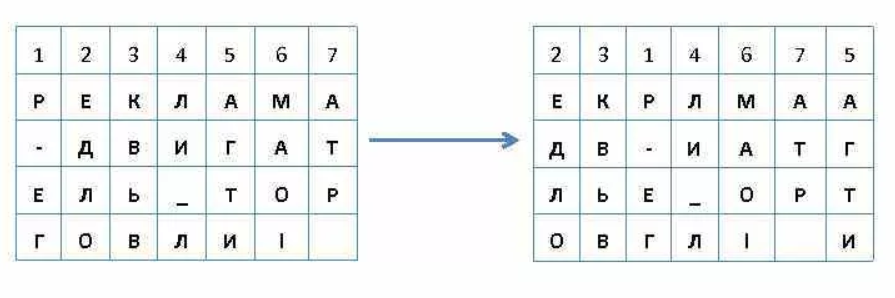 1 2 3 4 5 6 7
Р Е К Л А М А
- Д В И Г А Т
Е Л Ь _ Т О Р
Г О В Л И І
2 3 1 4 6 7 5
Е К Р Л М А А
Д В - И А Т Г
Л Ь Е _ О Р Т
О В Г Л І И